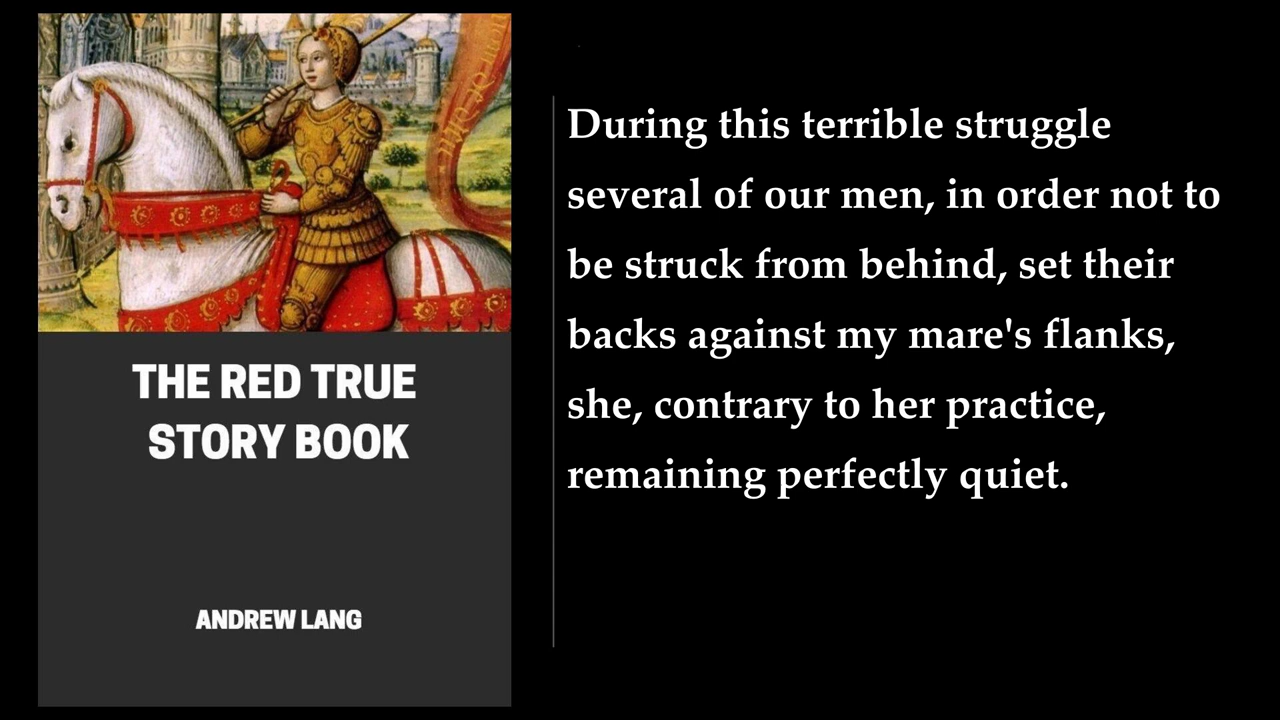 THE RED TRUE
STORY BOOK
ANDREW LANG
During this terrible struggle
several of our men, in order not to
be struck from behind, set their
backs against my mare's flanks,
she, contrary to her practice,
remaining perfectly quiet.